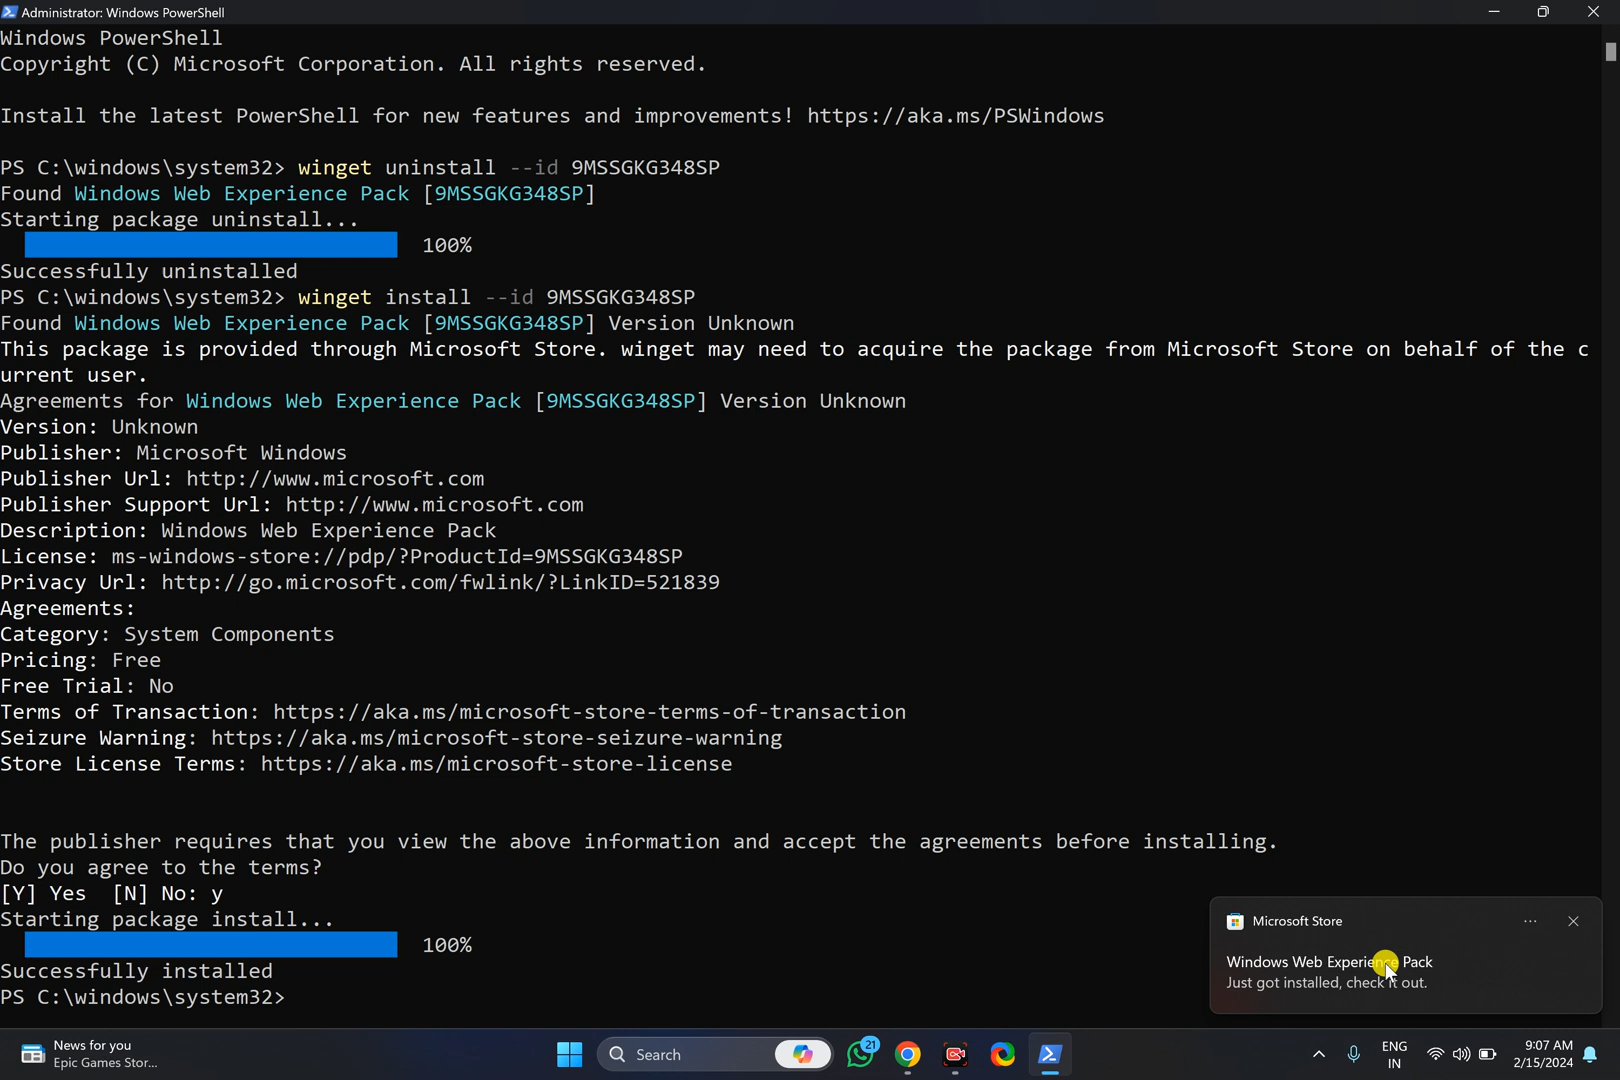 Administrator: Windows PowerShell
Windows PowerShell
Copyright (C) Microsoft Corporation. All rights reserved.
Install the latest PowerShell for new features and improvements! https://aka.ms/PSWindows
PS C:\windows\system32> winget uninstall --id 9MSSGKG348SP
Found Windows Web Experience Pack [9MSSGKG348SP]
Starting package uninstall...
100%
Successfully uninstalled
PS C:\windows\system32> winget install --id 9MSSGKG348SP
Found Windows Web Experience Pack [9MSSGKG348SP] Version Unknown
This package is provided through Microsoft Store. winget may need to acquire the package from Microsoft Store on behalf of the c
urrent user.
Agreements for Windows Web Experience Pack [9MSSGKG348SP] Version Unknown
Version: Unknown
Publisher: Microsoft Windows
Publisher Url: http://www.microsoft.com
Publisher Support Url: http://www.microsoft.com
Description: Windows Web Experience Pack
License: ms-windows-store://pdp/?ProductId=9MSSGKG348SP
Privacy Url: http://go.microsoft.com/fwlink/?LinkID=521839
Agreements:
Category: System Components
Pricing: Free
Free Trial: No
Terms of Transaction: https://aka.ms/microsoft-store-terms-of-transaction
Seizure Warning: https://aka.ms/microsoft-store-seizure-warning
Store License Terms: https://aka.ms/microsoft-store-license
The publisher requires that you view the above information and accept the agreements before installing.
Do you agree to the terms?
[Y] Yes  [N] No: y
Starting package install...
100%
Successfully installed
PS C:\windows\system32>
Microsoft Store
Windows Web Experience Pack
Just got installed, check it out.
News for you
Epic Games Stor...
Search
21
ENG
IN
9:07 AM
2/15/2024